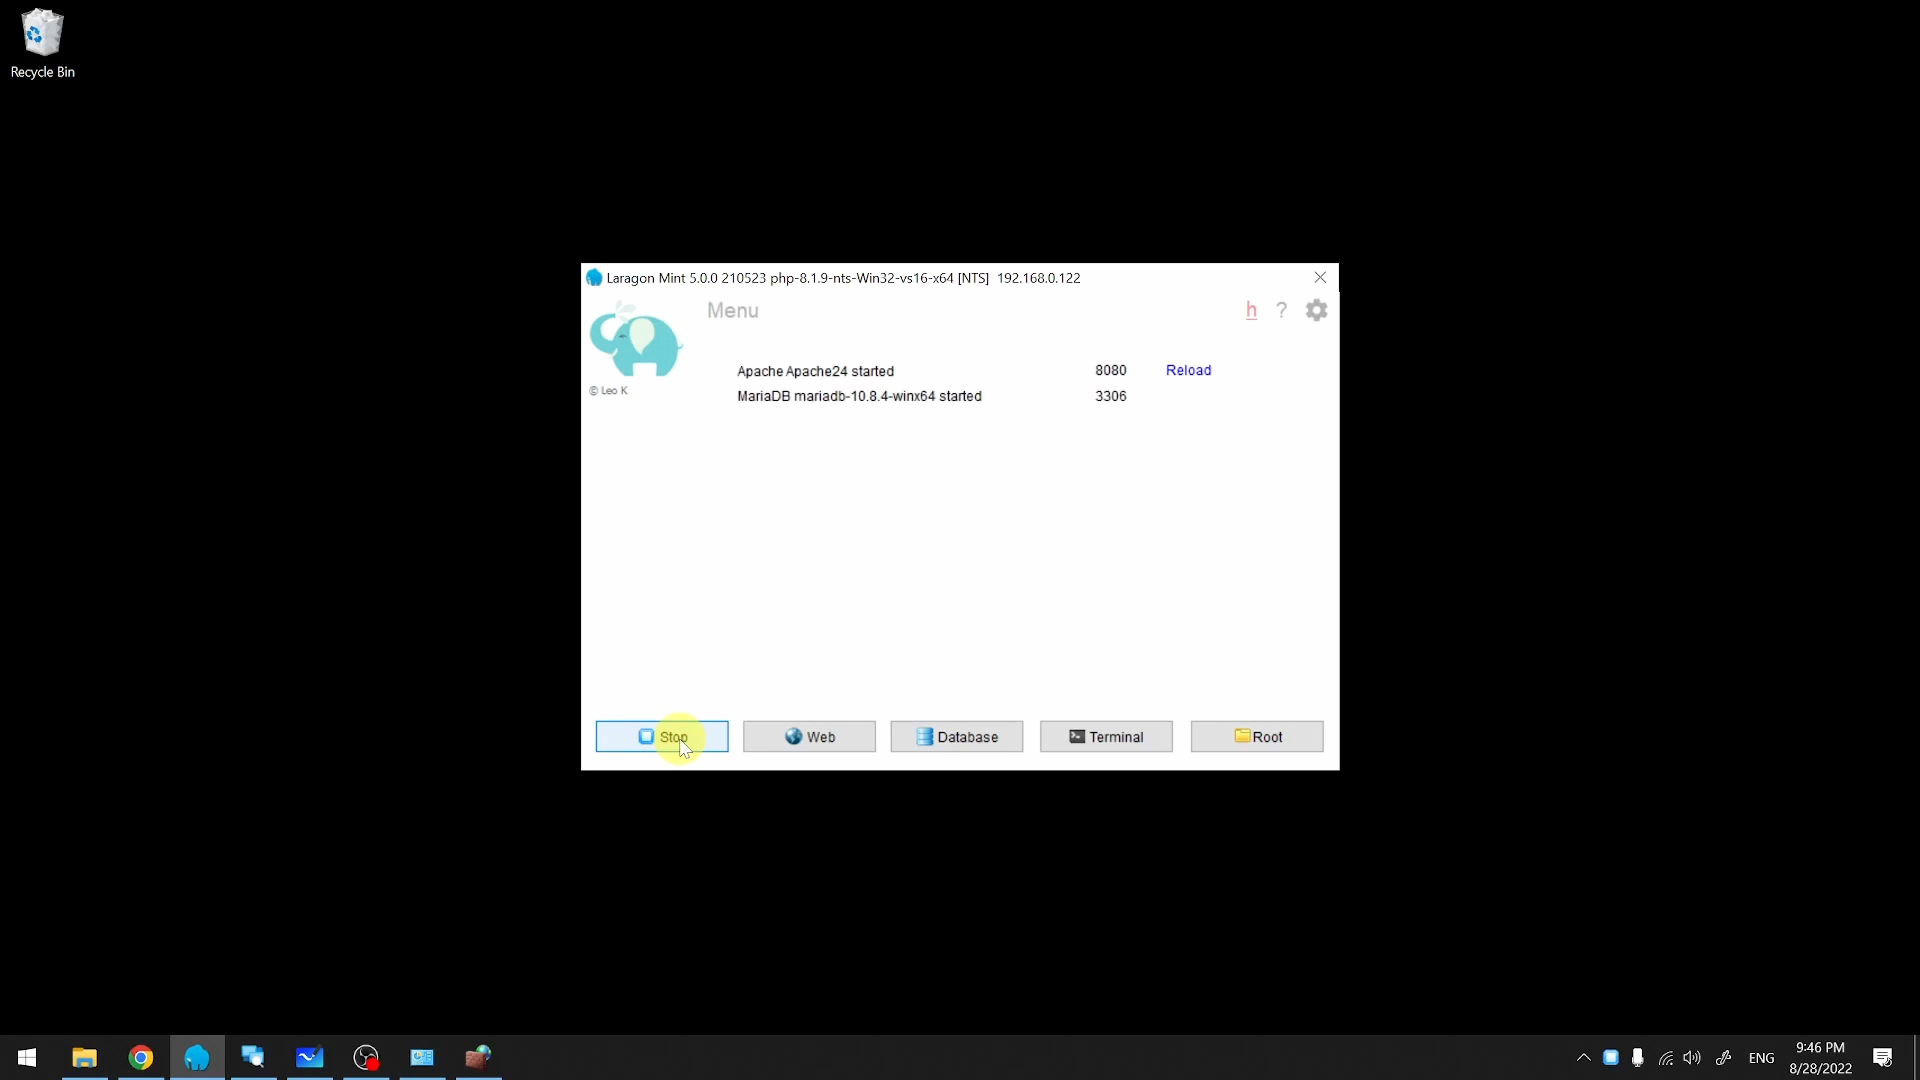 Recycle Bin
Laragon Mint 5.0.0 210523 php-8.1.9-nts-Win32-vs16-x64 [NTS] 192.168.0.122
Menu h ?
© Leo K
Apache Apache24 started 8080 Reload
MariaDB mariadb-10.8.4-winx64 started 3306
Stop Web Database Terminal Root
ENG
9:46 PM
8/28/2022